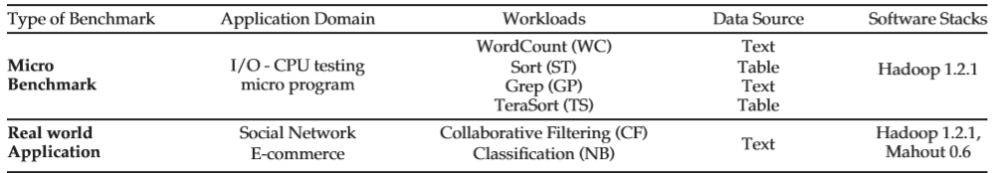 Type of Benchmark Application Domain Workloads Data Source Software Stacks
WordCount (WC) Text
Micro I/O - CPU testing Sort (ST) Table Hadoop 1.2.1
Benchmark micro program Grep (GP) Text
TeraSort (TS) Table
Real world Social Network Collaborative Filtering (CF) Text Hadoop 1.2.1,
Application E-commerce Classification (NB) Mahout 0.6